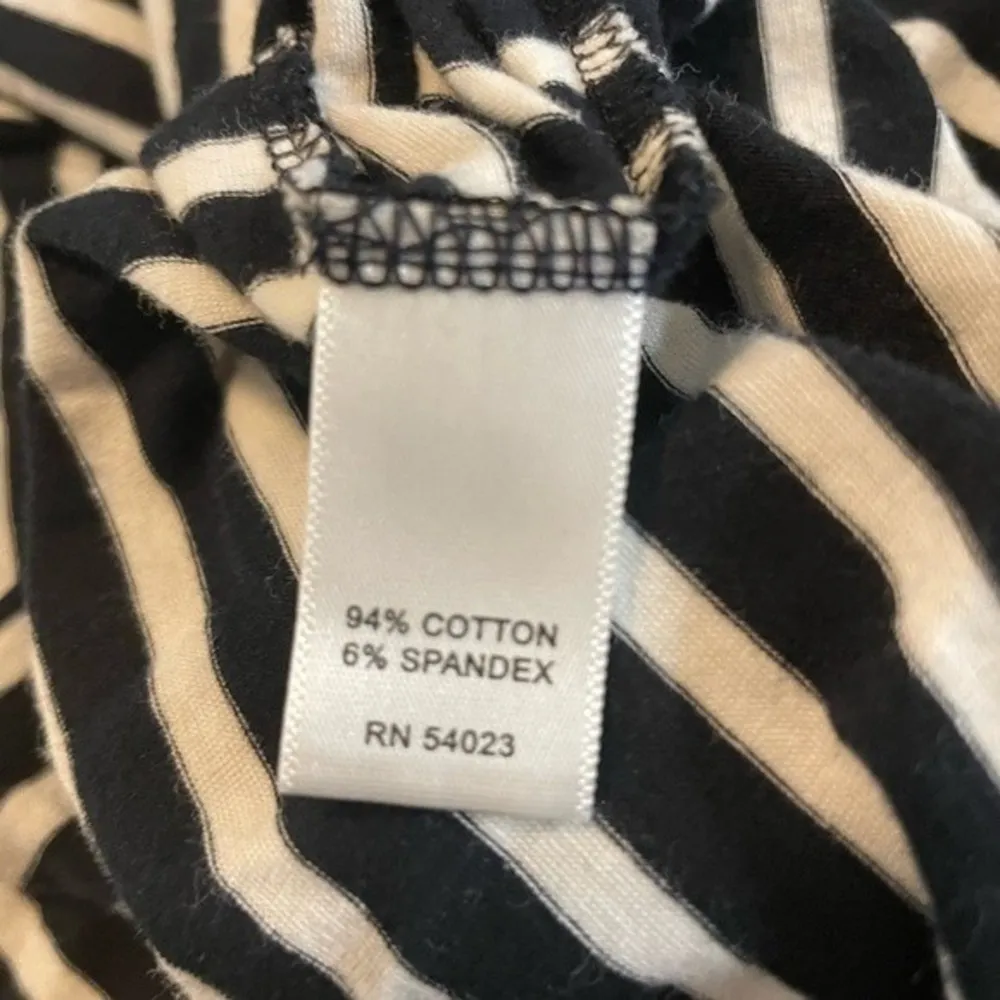 94% COTTON
6% SPANDEX
RN 54023